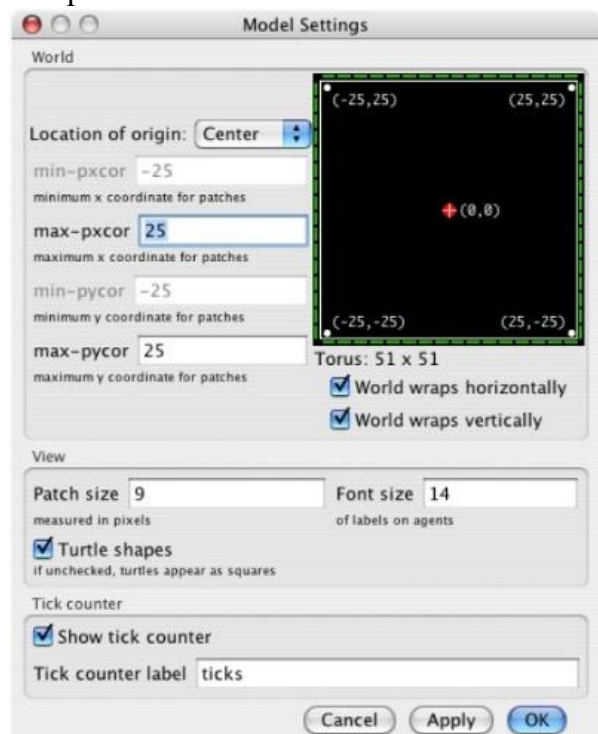 Model Settings
World
Location of origin: Center
(-25,25) (25,25)
min-pxcor -25
minimum x coordinate for patches
(0,0)
max-pxcor 25
maximum x coordinate for patches
min-pycor -25
minimum y coordinate for patches
(-25,-25) (25,-25)
max-pycor 25
maximum y coordinate for patches
Torus: 51 x 51
World wraps horizontally
World wraps vertically
View
Patch size 9 Font size 14
measured in pixels of labels on agents
Turtle shapes
if unchecked, turtles appear as squares
Tick counter
Show tick counter
Tick counter label ticks
Cancel Apply OK